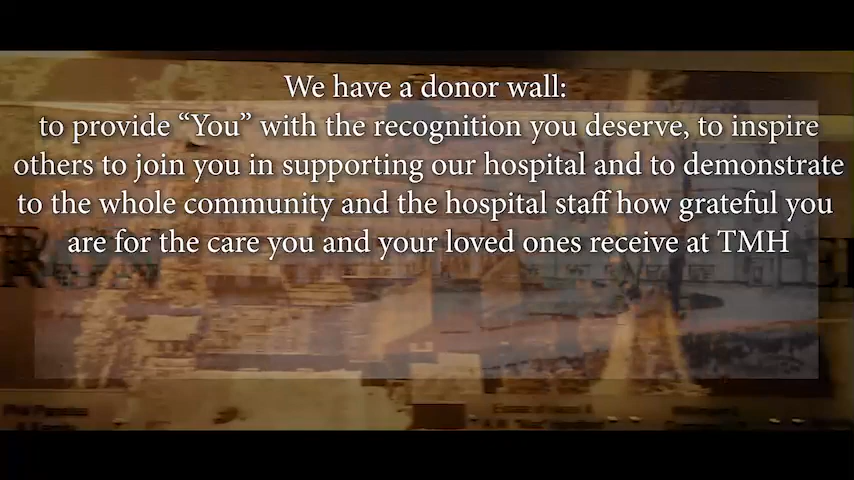 We have a donor wall:
to provide “You” with the recognition you deserve, to inspire
others to join you in supporting our hospital and to demonstrate
to the whole community and the hospital staff how grateful you
are for the care you and your loved ones receive at TMH